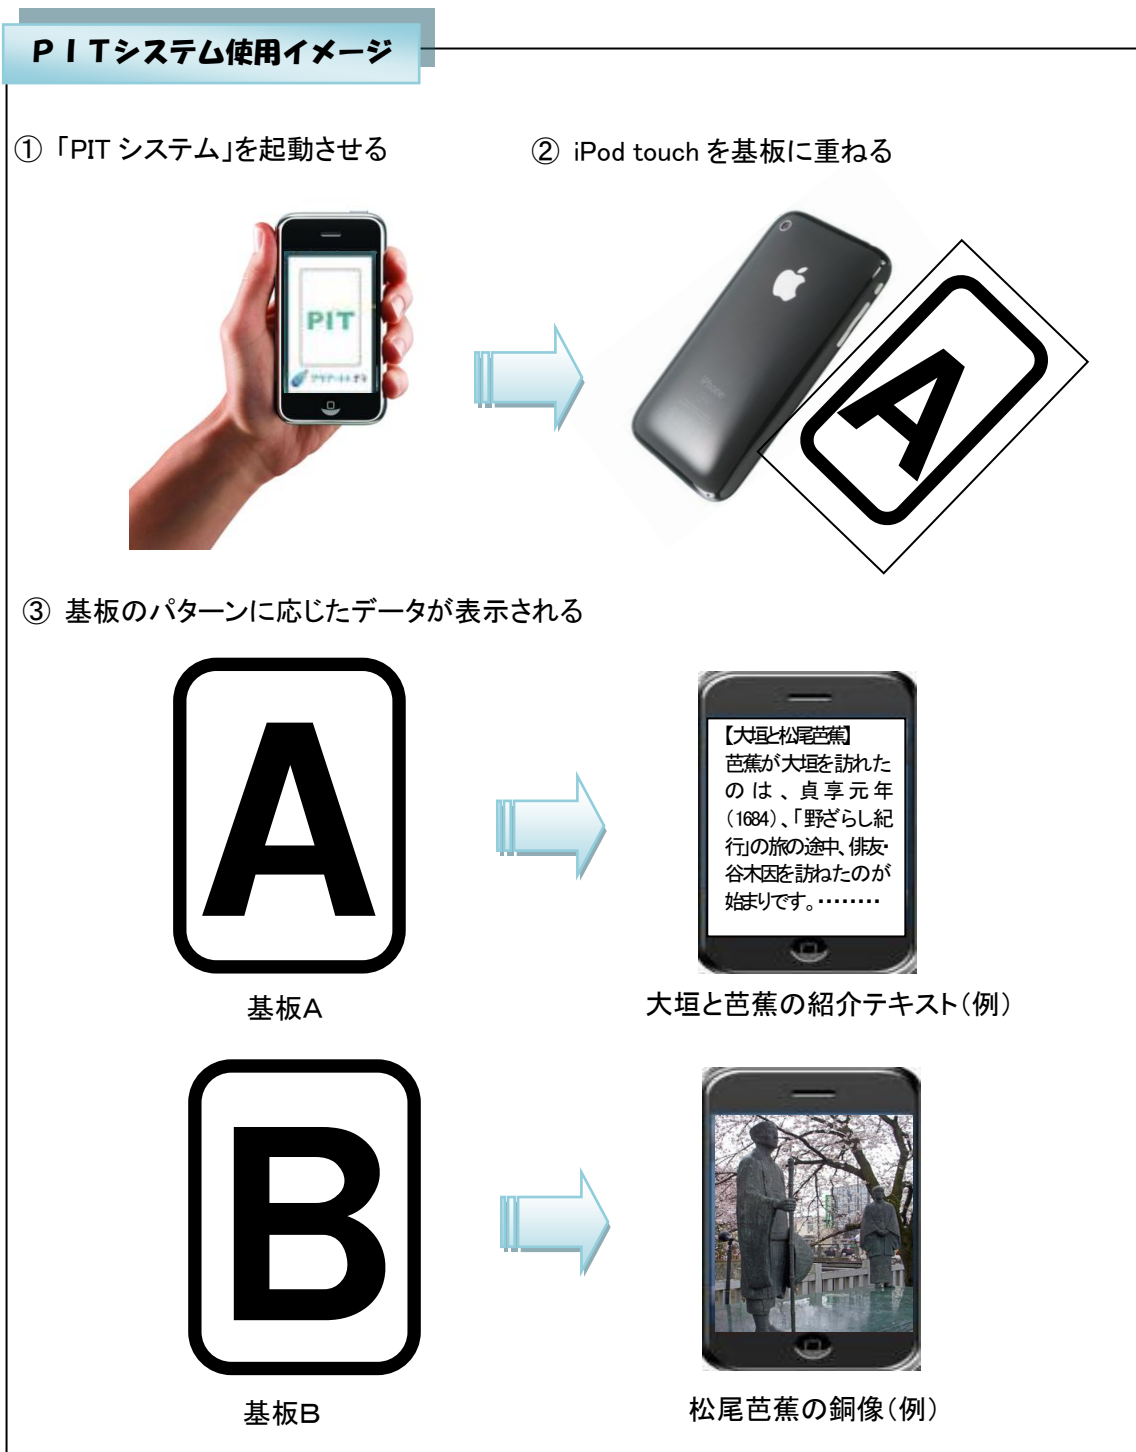 PITシステム使用イメージ
① 「PIT システム」を起動させる
② iPod touch を基板に重ねる
PIT
iPhone
A
③ 基板のパターンに応じたデータが表示される
A
【大垣と松尾芭蕉】
芭蕉が大垣を訪れた
のは、貞享元年
(1684)、「野ざらし紀
行」の旅の途中、俳友・
谷木因を訪ねたのが
始まりです。・・・・・・・・
基板A
大垣と芭蕉の紹介テキスト(例)
B
基板B
松尾芭蕉の銅像(例)